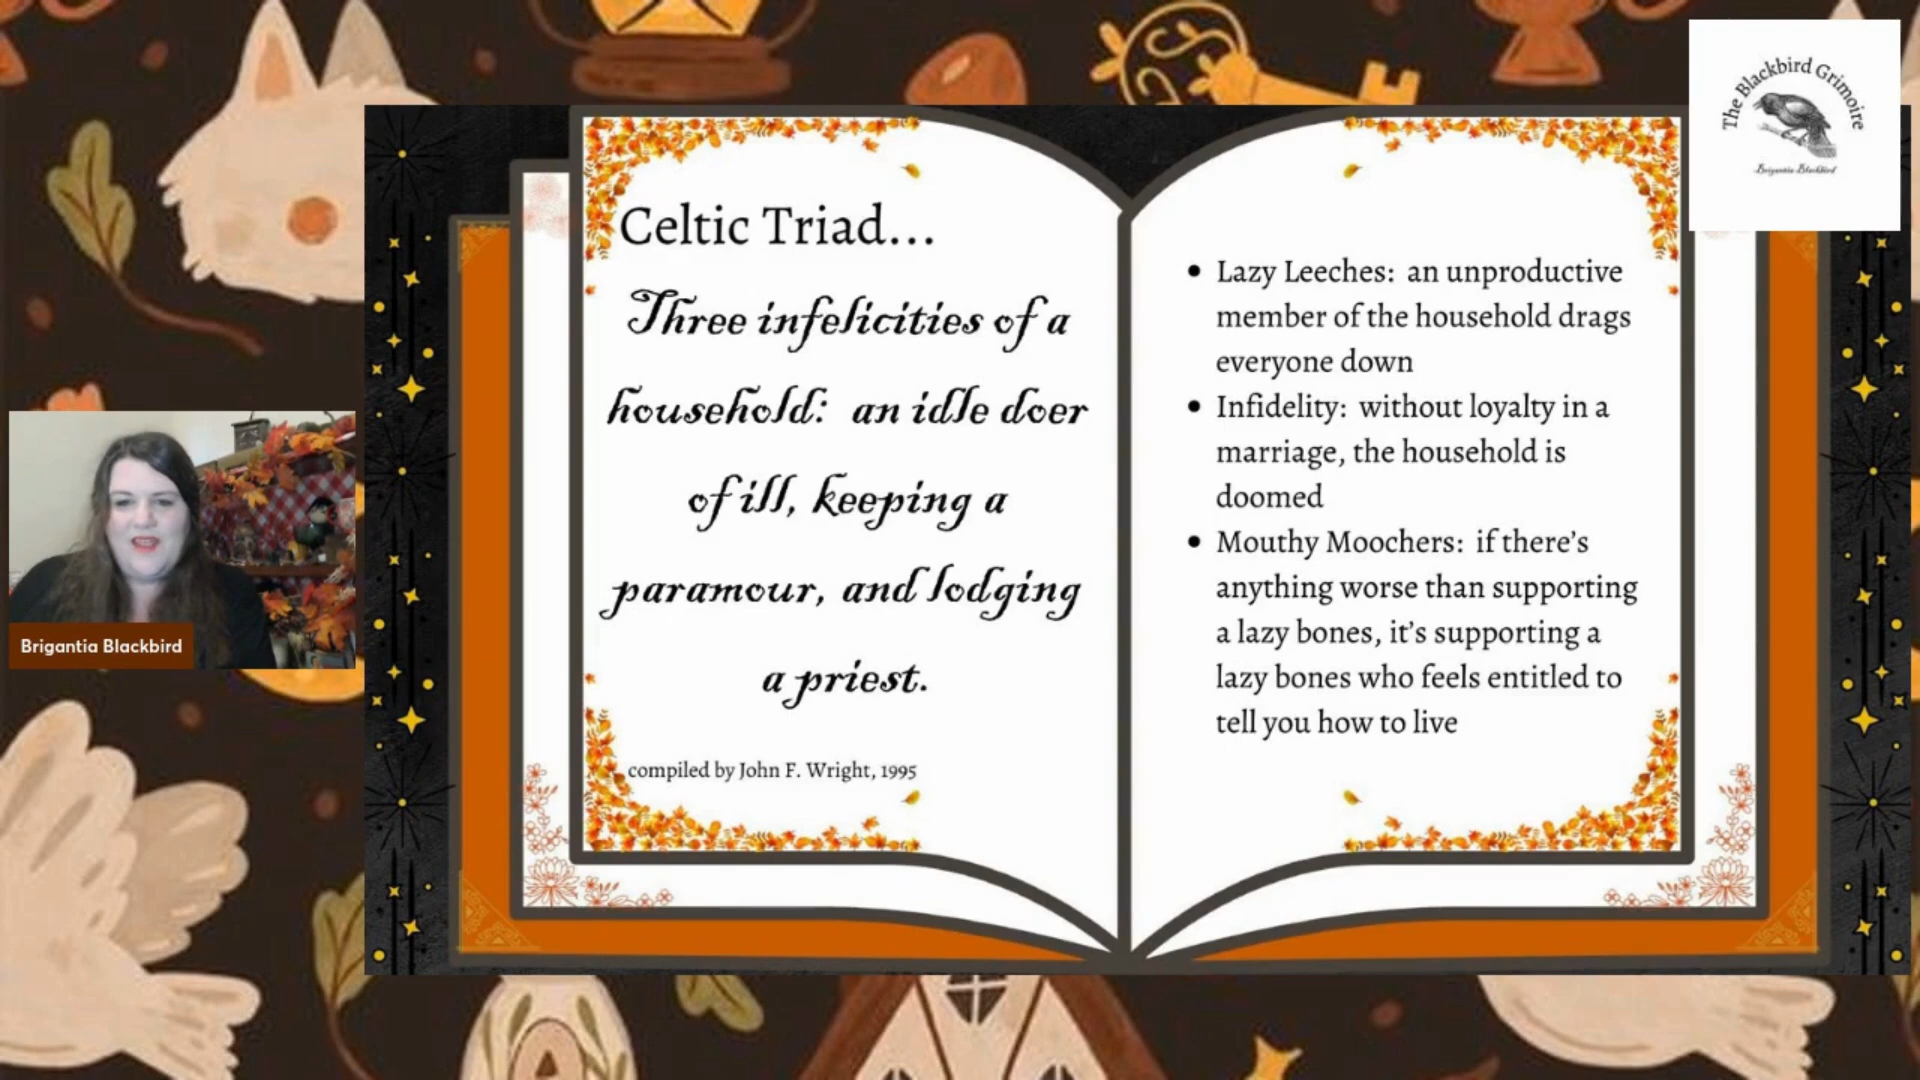 The Blackbird Grimoire
Brigantia Blackbird
Celtic Triad...
Three infelicities of a
household: an idle doer
of ill, keeping a
paramour, and lodging
a priest.
compiled by John F. Wright, 1995
• Lazy Leeches: an unproductive
member of the household drags
everyone down
• Infidelity: without loyalty in a
marriage, the household is
doomed
• Mouthy Moochers: if there's
anything worse than supporting
a lazy bones, it's supporting a
lazy bones who feels entitled to
tell you how to live
Brigantia Blackbird